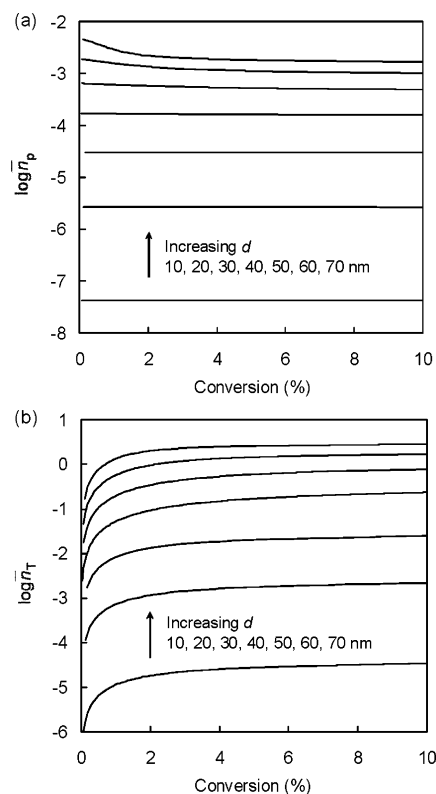 (a)
-2
-3
-4
-5
-6
-7
-8
log n̅p
Increasing d
10, 20, 30, 40, 50, 60, 70 nm
0 2 4 6 8 10
Conversion (%)
(b)
1
0
-1
-2
-3
-4
-5
-6
log n̅T
Increasing d
10, 20, 30, 40, 50, 60, 70 nm
0 2 4 6 8 10
Conversion (%)